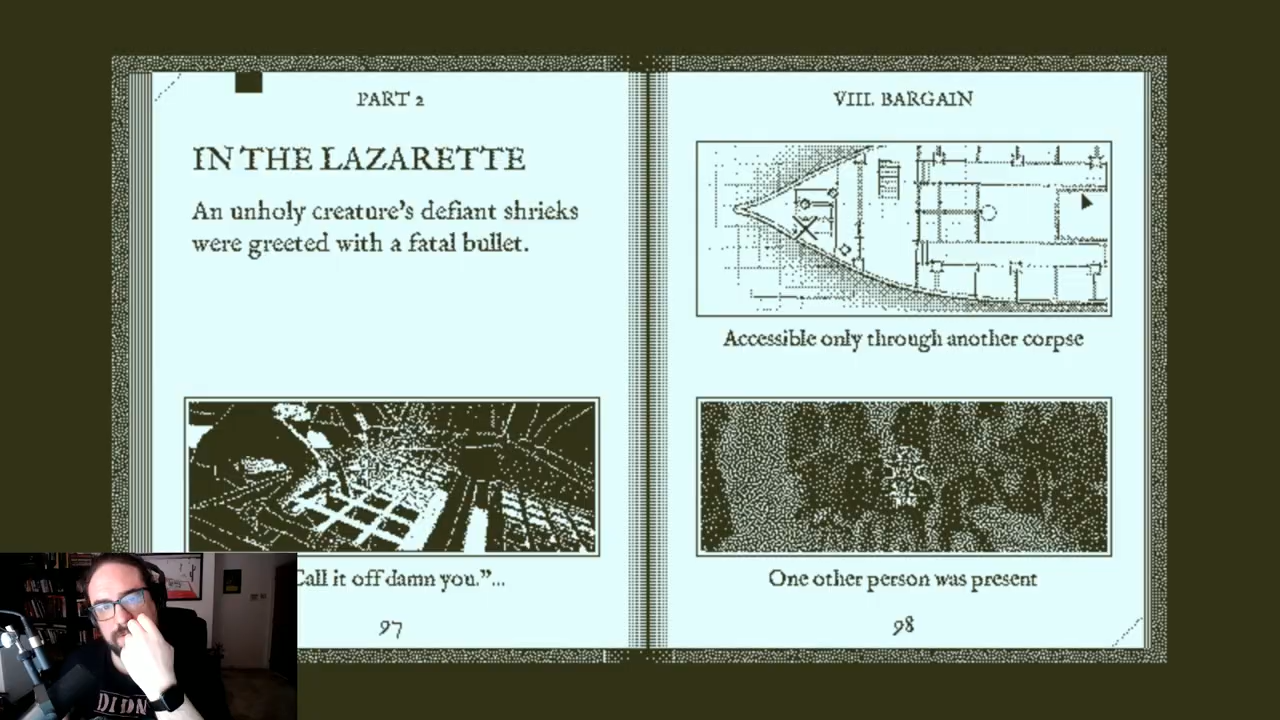 PART 2
IN THE LAZARETTE
An unholy creature's defiant shrieks
were greeted with a fatal bullet.
Call it off damn you."...
97
VIII. BARGAIN
Accessible only through another corpse
One other person was present
98